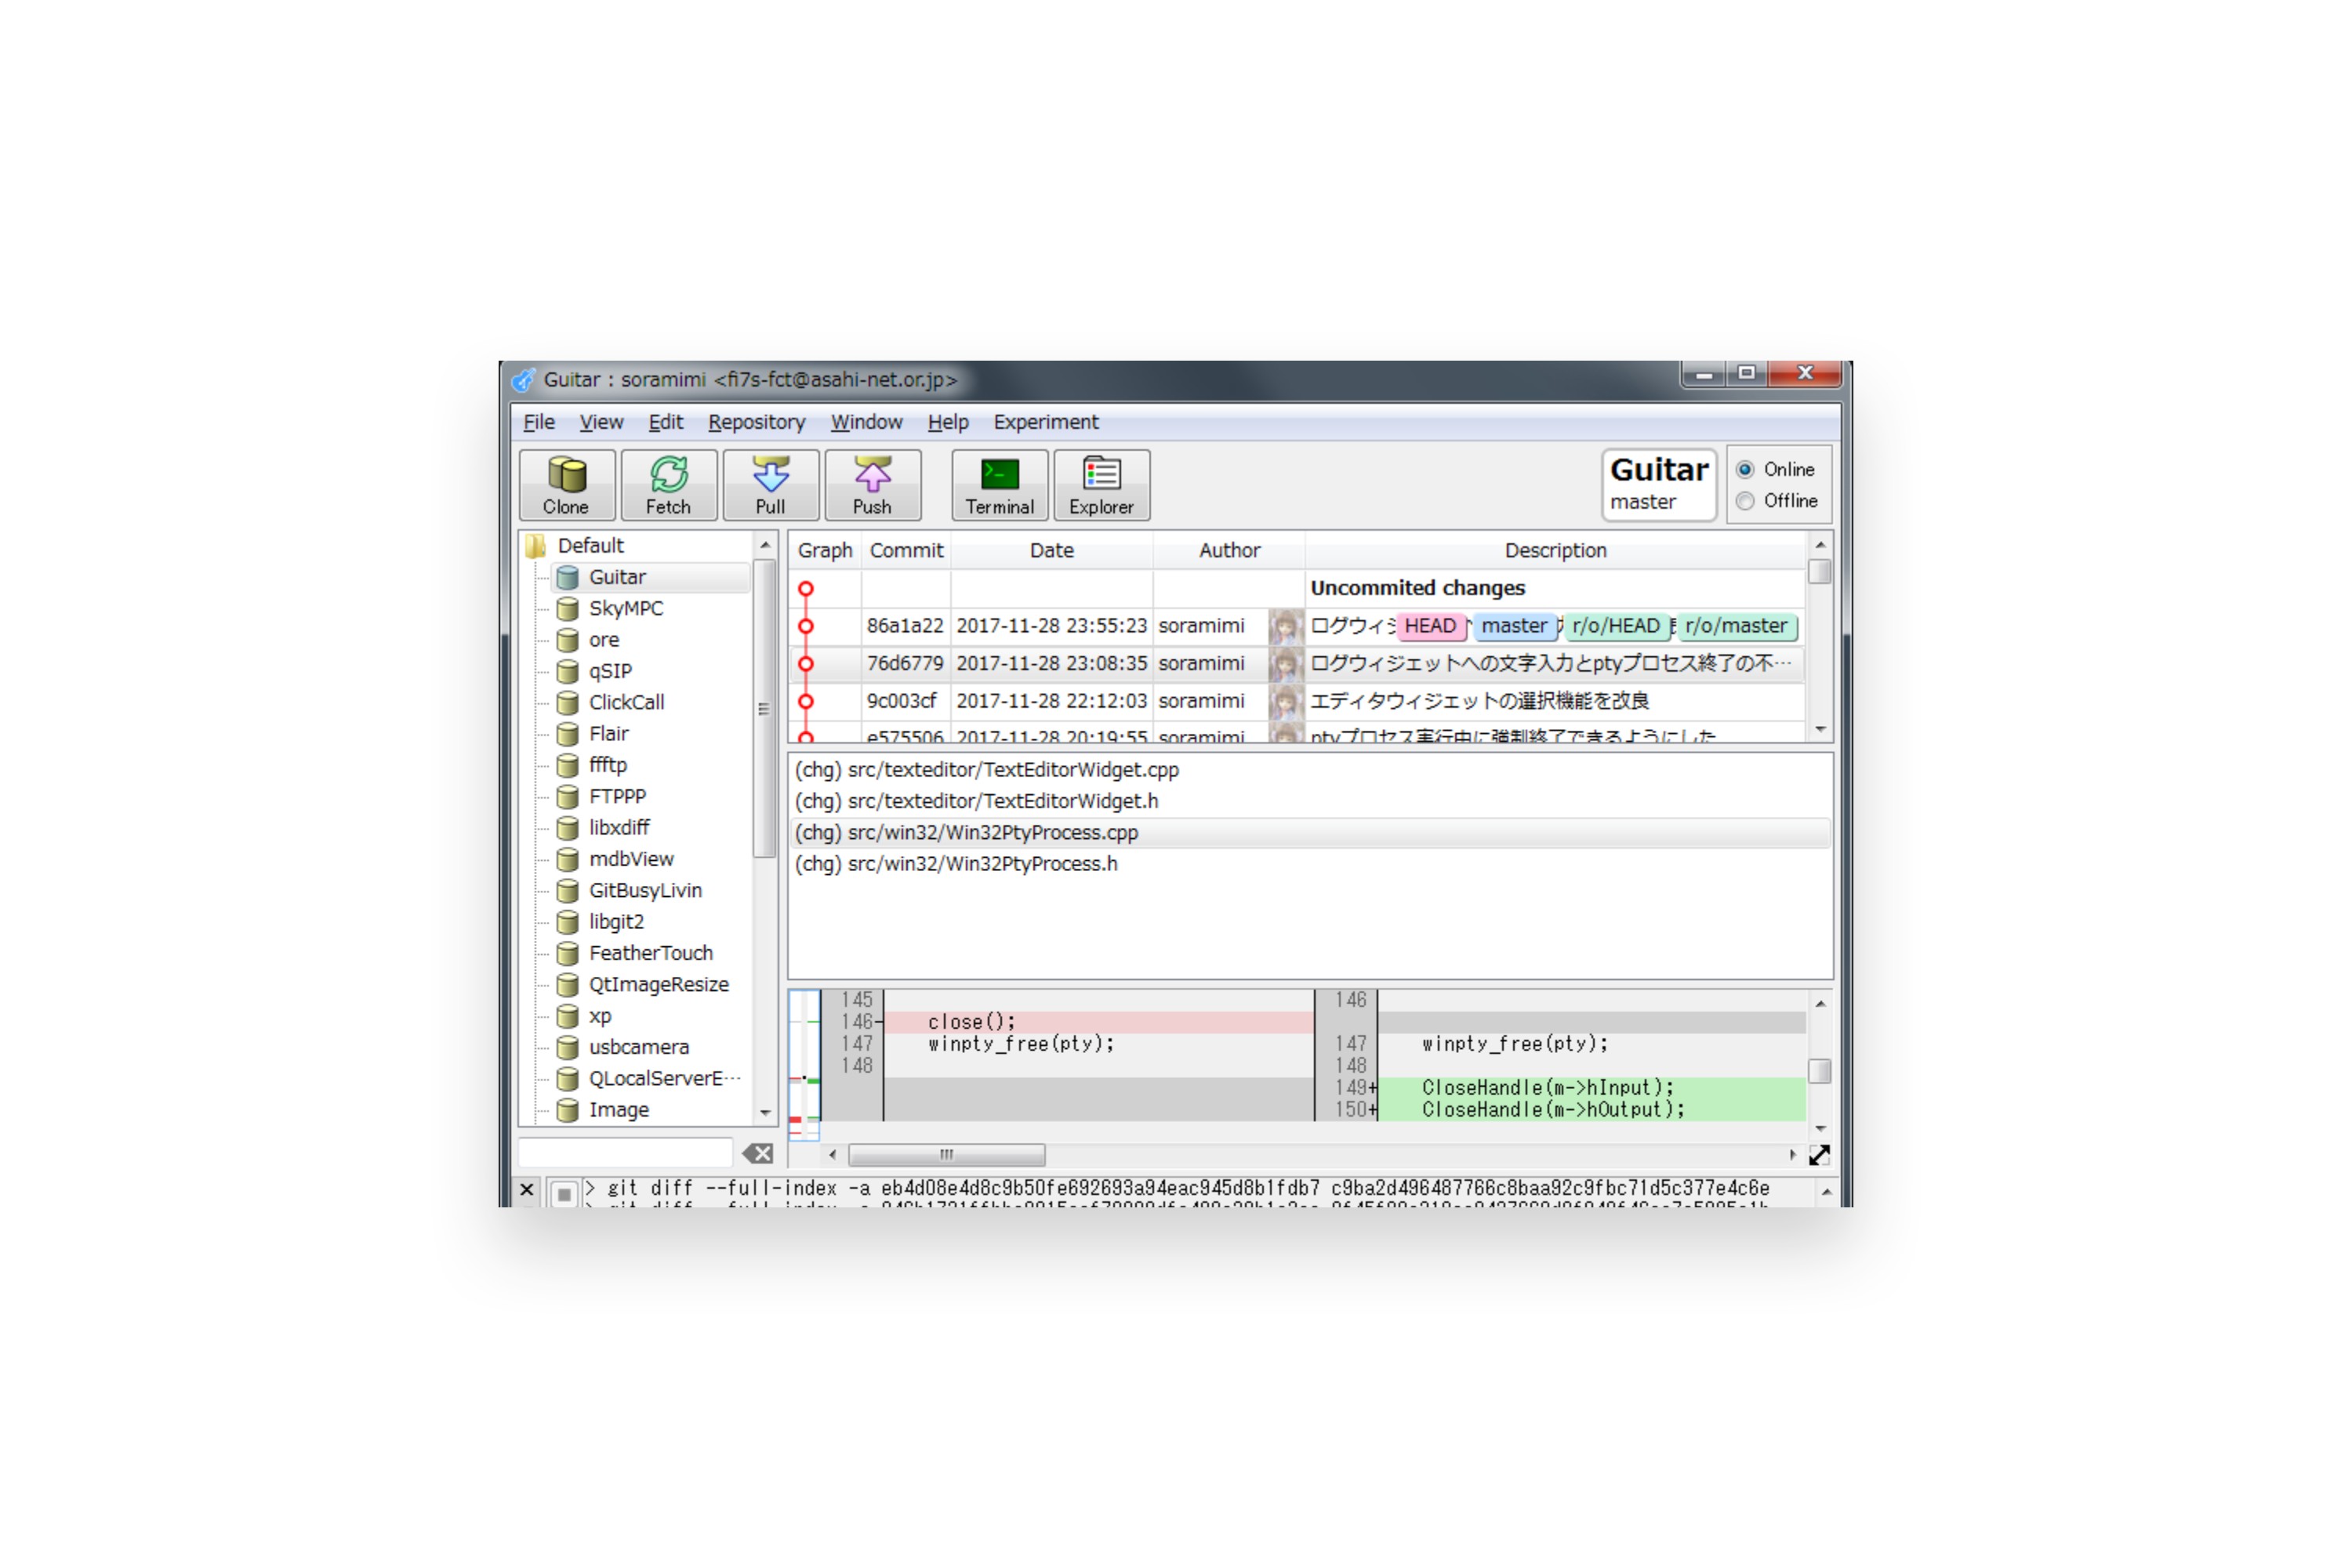 Guitar : soramimi <fi7s-fct@asahi-net.or.jp>
File View Edit Repository Window Help Experiment
Clone Fetch Pull Push Terminal Explorer
Guitar
master
Online
Offline
Default
Guitar
SkyMPC
ore
qSIP
ClickCall
Flair
ffftp
FTPPP
libxdiff
mdbView
GitBusyLivin
libgit2
FeatherTouch
QtImageResize
xp
usbcamera
QLocalServerE…
Image
Graph Commit Date Author Description
Uncommited changes
86a1a22 2017-11-28 23:55:23 soramimi ログウィジ HEAD master r/o/HEAD r/o/master
76d6779 2017-11-28 23:08:35 soramimi ログウィジェットへの文字入力とptyプロセス終了の不…
9c003cf 2017-11-28 22:12:03 soramimi エディタウィジェットの選択機能を改良
e575506 2017-11-28 20:19:55 soramimi ptyプロセス実行中に強制終了できるようにした
(chg) src/texteditor/TextEditorWidget.cpp
(chg) src/texteditor/TextEditorWidget.h
(chg) src/win32/Win32PtyProcess.cpp
(chg) src/win32/Win32PtyProcess.h
145 146
146- close();
147 winpty_free(pty); 147 winpty_free(pty);
148 148
149+ CloseHandle(m->hInput);
150+ CloseHandle(m->hOutput);
> git diff --full-index -a eb4d08e4d8c9b50fe692693a94eac945d8b1fdb7 c9ba2d496487766c8baa92c9fbc71d5c377e4c6e
> git diff --full-index -a